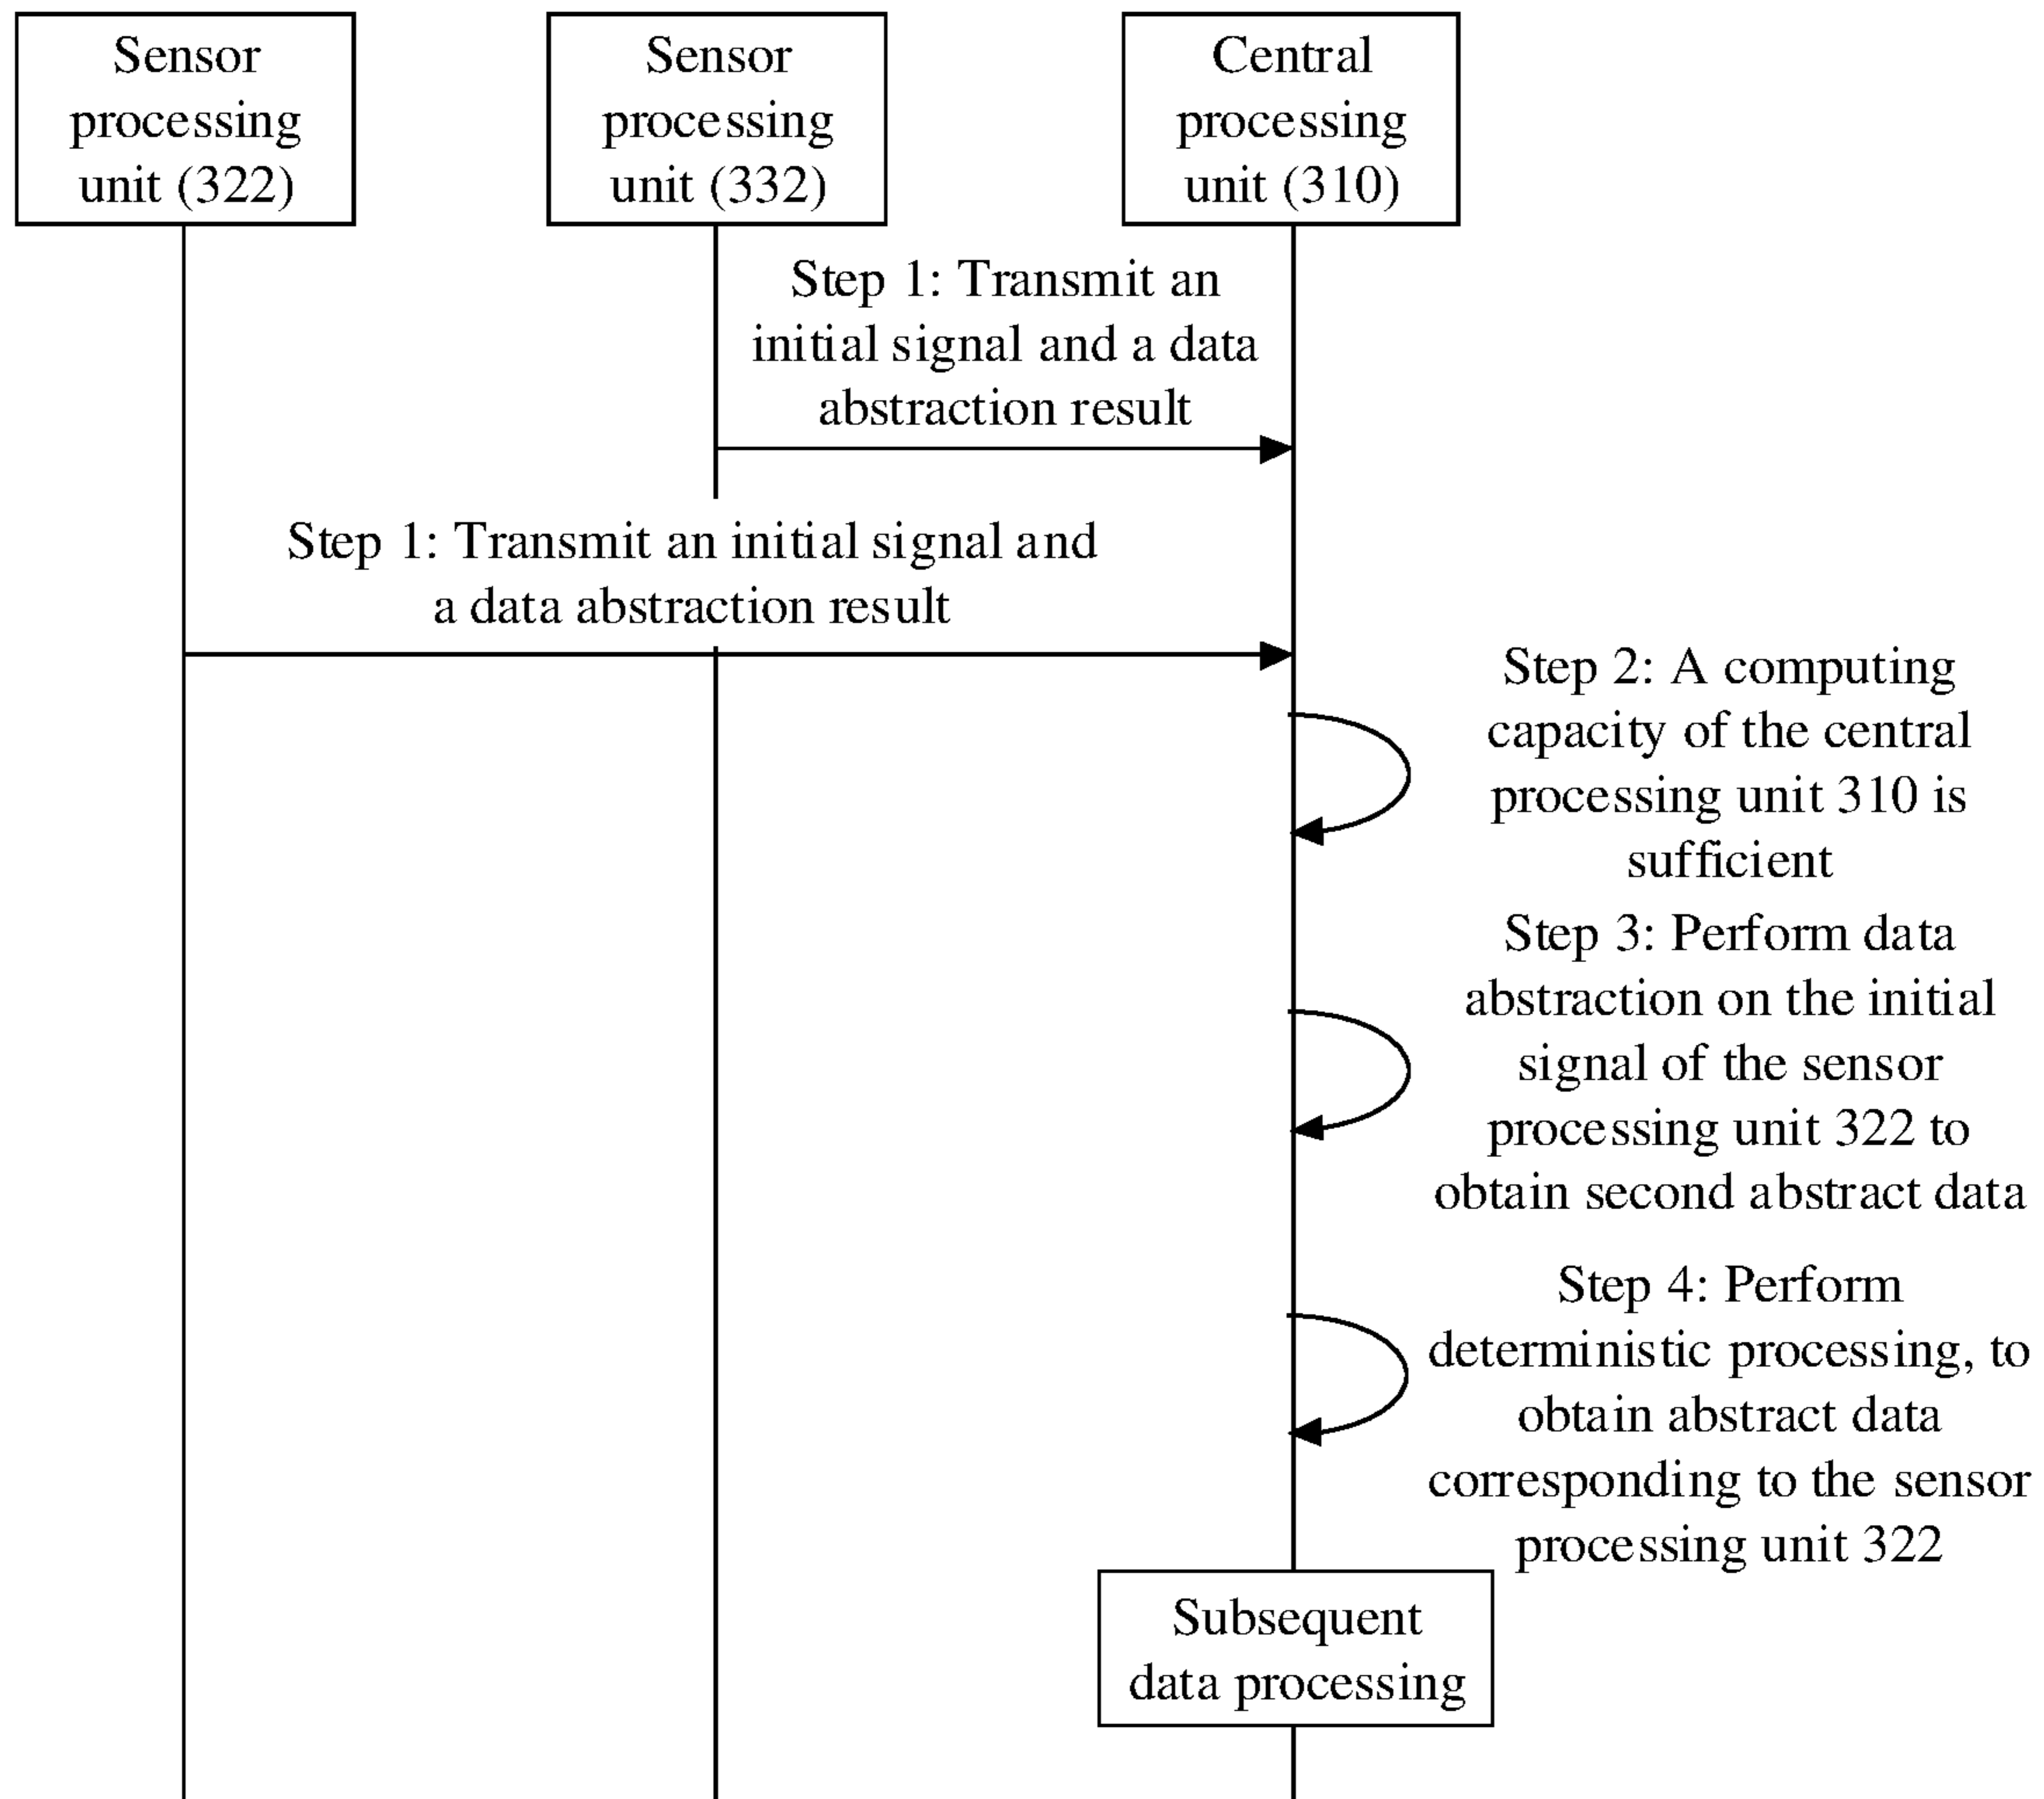 Sensor
processing
unit (322)
Sensor
processing
unit (332)
Central
processing
unit (310)
Step 1: Transmit an
initial signal and a data
abstraction result
Step 1: Transmit an initial signal and
a data abstraction result
Step 2: A computing
capacity of the central
processing unit 310 is
sufficient
Step 3: Perform data
abstraction on the initial
signal of the sensor
processing unit 322 to
obtain second abstract data
Step 4: Perform
deterministic processing, to
obtain abstract data
corresponding to the sensor
processing unit 322
Subsequent
data processing